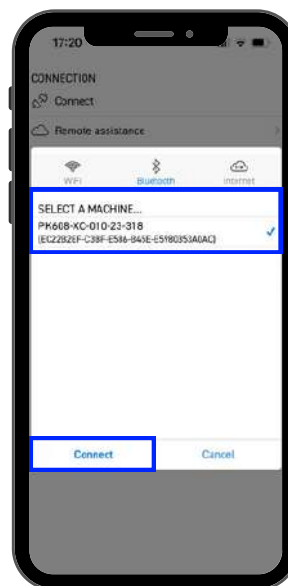 17:20
CONNECTION
Connect
Remote assistance
WIFI Bluetooth Internet
SELECT A MACHINE...
PK608-XC-010-23-318
Connect Cancel